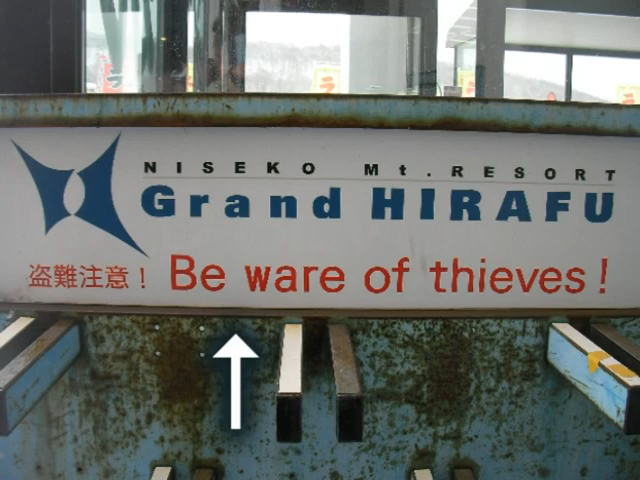 NISEKO Mt. RESORT
Grand HIRAFU
盗難注意! Be ware of thieves!